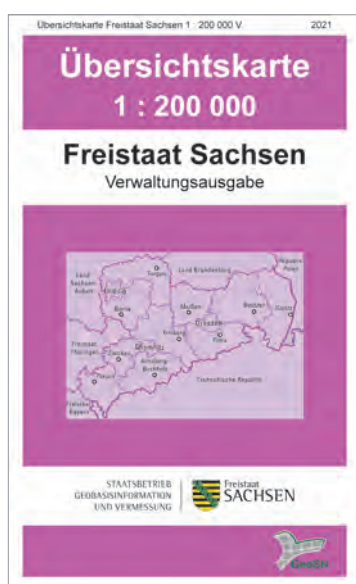 Übersichtskarte Freistaat Sachsen 1 : 200 000 V 2021
Übersichtskarte
1 : 200 000
Freistaat Sachsen
Verwaltungsausgabe
Land Brandenburg
Torgau
Land
Sachsen
Anhalt
Borna
Meißen
Bautzen
Görlitz
Dresden
Freiberg
Pirna
Freistaat
Thüringen
Chemnitz
Zwickau
Annaberg-
Buchholz
Plauen
Tschechische Republik
Freistaat
Bayern
STAATSBETRIEB
GEOBASISINFORMATION
UND VERMESSUNG
Freistaat
SACHSEN
GeoSN